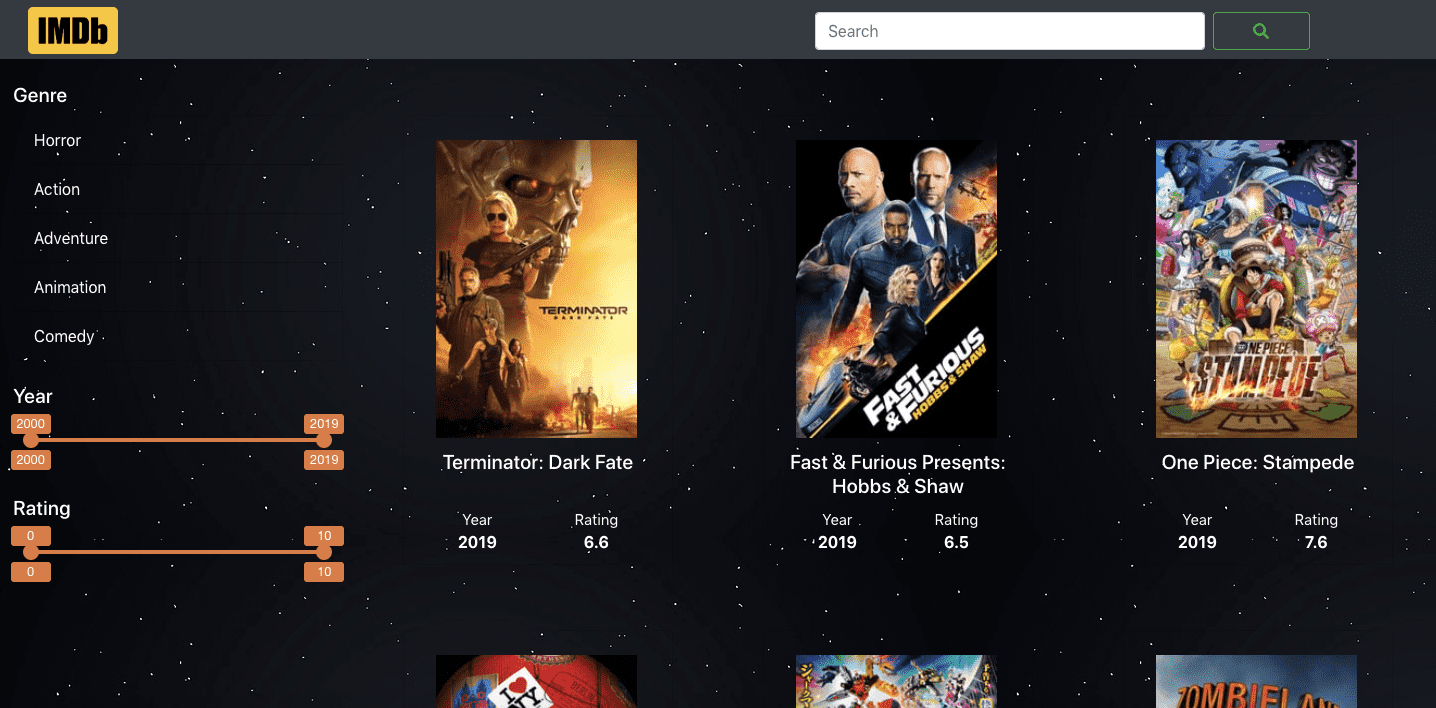 IMDb
Search
Genre
Horror
Action
Adventure
Animation
Comedy
Year
2000
2019
2000
2019
Rating
0
10
0
10
TERMINATOR
DARK FATE
Terminator: Dark Fate
Year
Rating
2019
6.6
FAST
& FURIOUS
HOBBS & SHAW
Fast & Furious Presents:
Hobbs & Shaw
Year
Rating
2019
6.5
ONE PIECE
STAMPEDE
One Piece: Stampede
Year
Rating
2019
7.6
I
LY
ZOMBIELAND